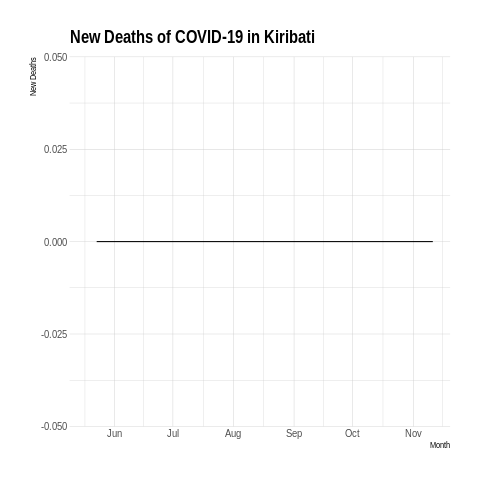 New Deaths of COVID-19 in Kiribati
New Deaths
0.050
0.025
0.000
-0.025
-0.050
Jun Jul Aug Sep Oct Nov
Month